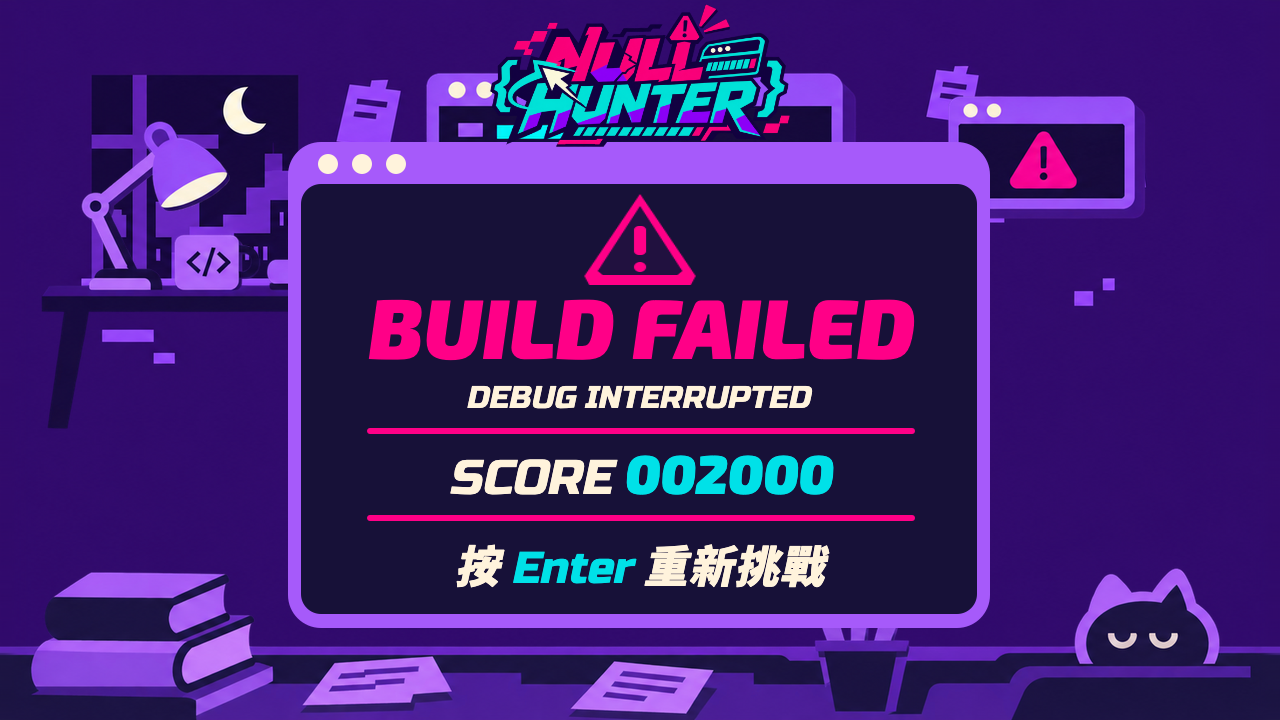 NULL
HUNTER
</>
BUILD FAILED
DEBUG INTERRUPTED
SCORE 002000
按 Enter 重新挑戰